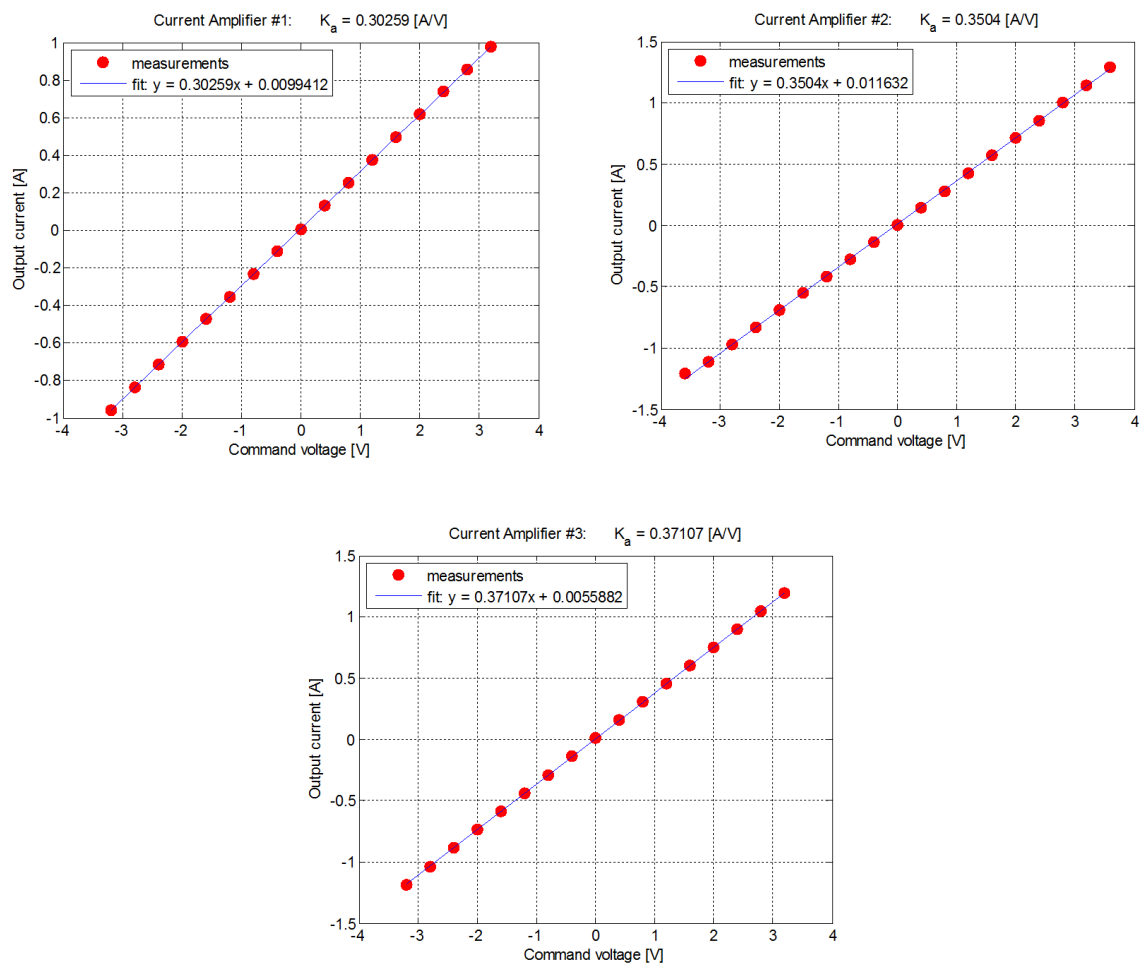 Current Amplifier #1: Ka = 0.30259 [A/V]
1
0.8
0.6
0.4
0.2
0
-0.2
-0.4
-0.6
-0.8
-1
Output current [A]
measurements
fit: y = 0.30259x + 0.0099412
-4 -3 -2 -1 0 1 2 3 4
Command voltage [V]
Current Amplifier #2: Ka = 0.3504 [A/V]
1.5
1
0.5
0
-0.5
-1
-1.5
Output current [A]
measurements
fit: y = 0.3504x + 0.011632
-4 -3 -2 -1 0 1 2 3 4
Command voltage [V]
Current Amplifier #3: Ka = 0.37107 [A/V]
1.5
1
0.5
0
-0.5
-1
-1.5
Output current [A]
measurements
fit: y = 0.37107x + 0.0055882
-4 -3 -2 -1 0 1 2 3 4
Command voltage [V]